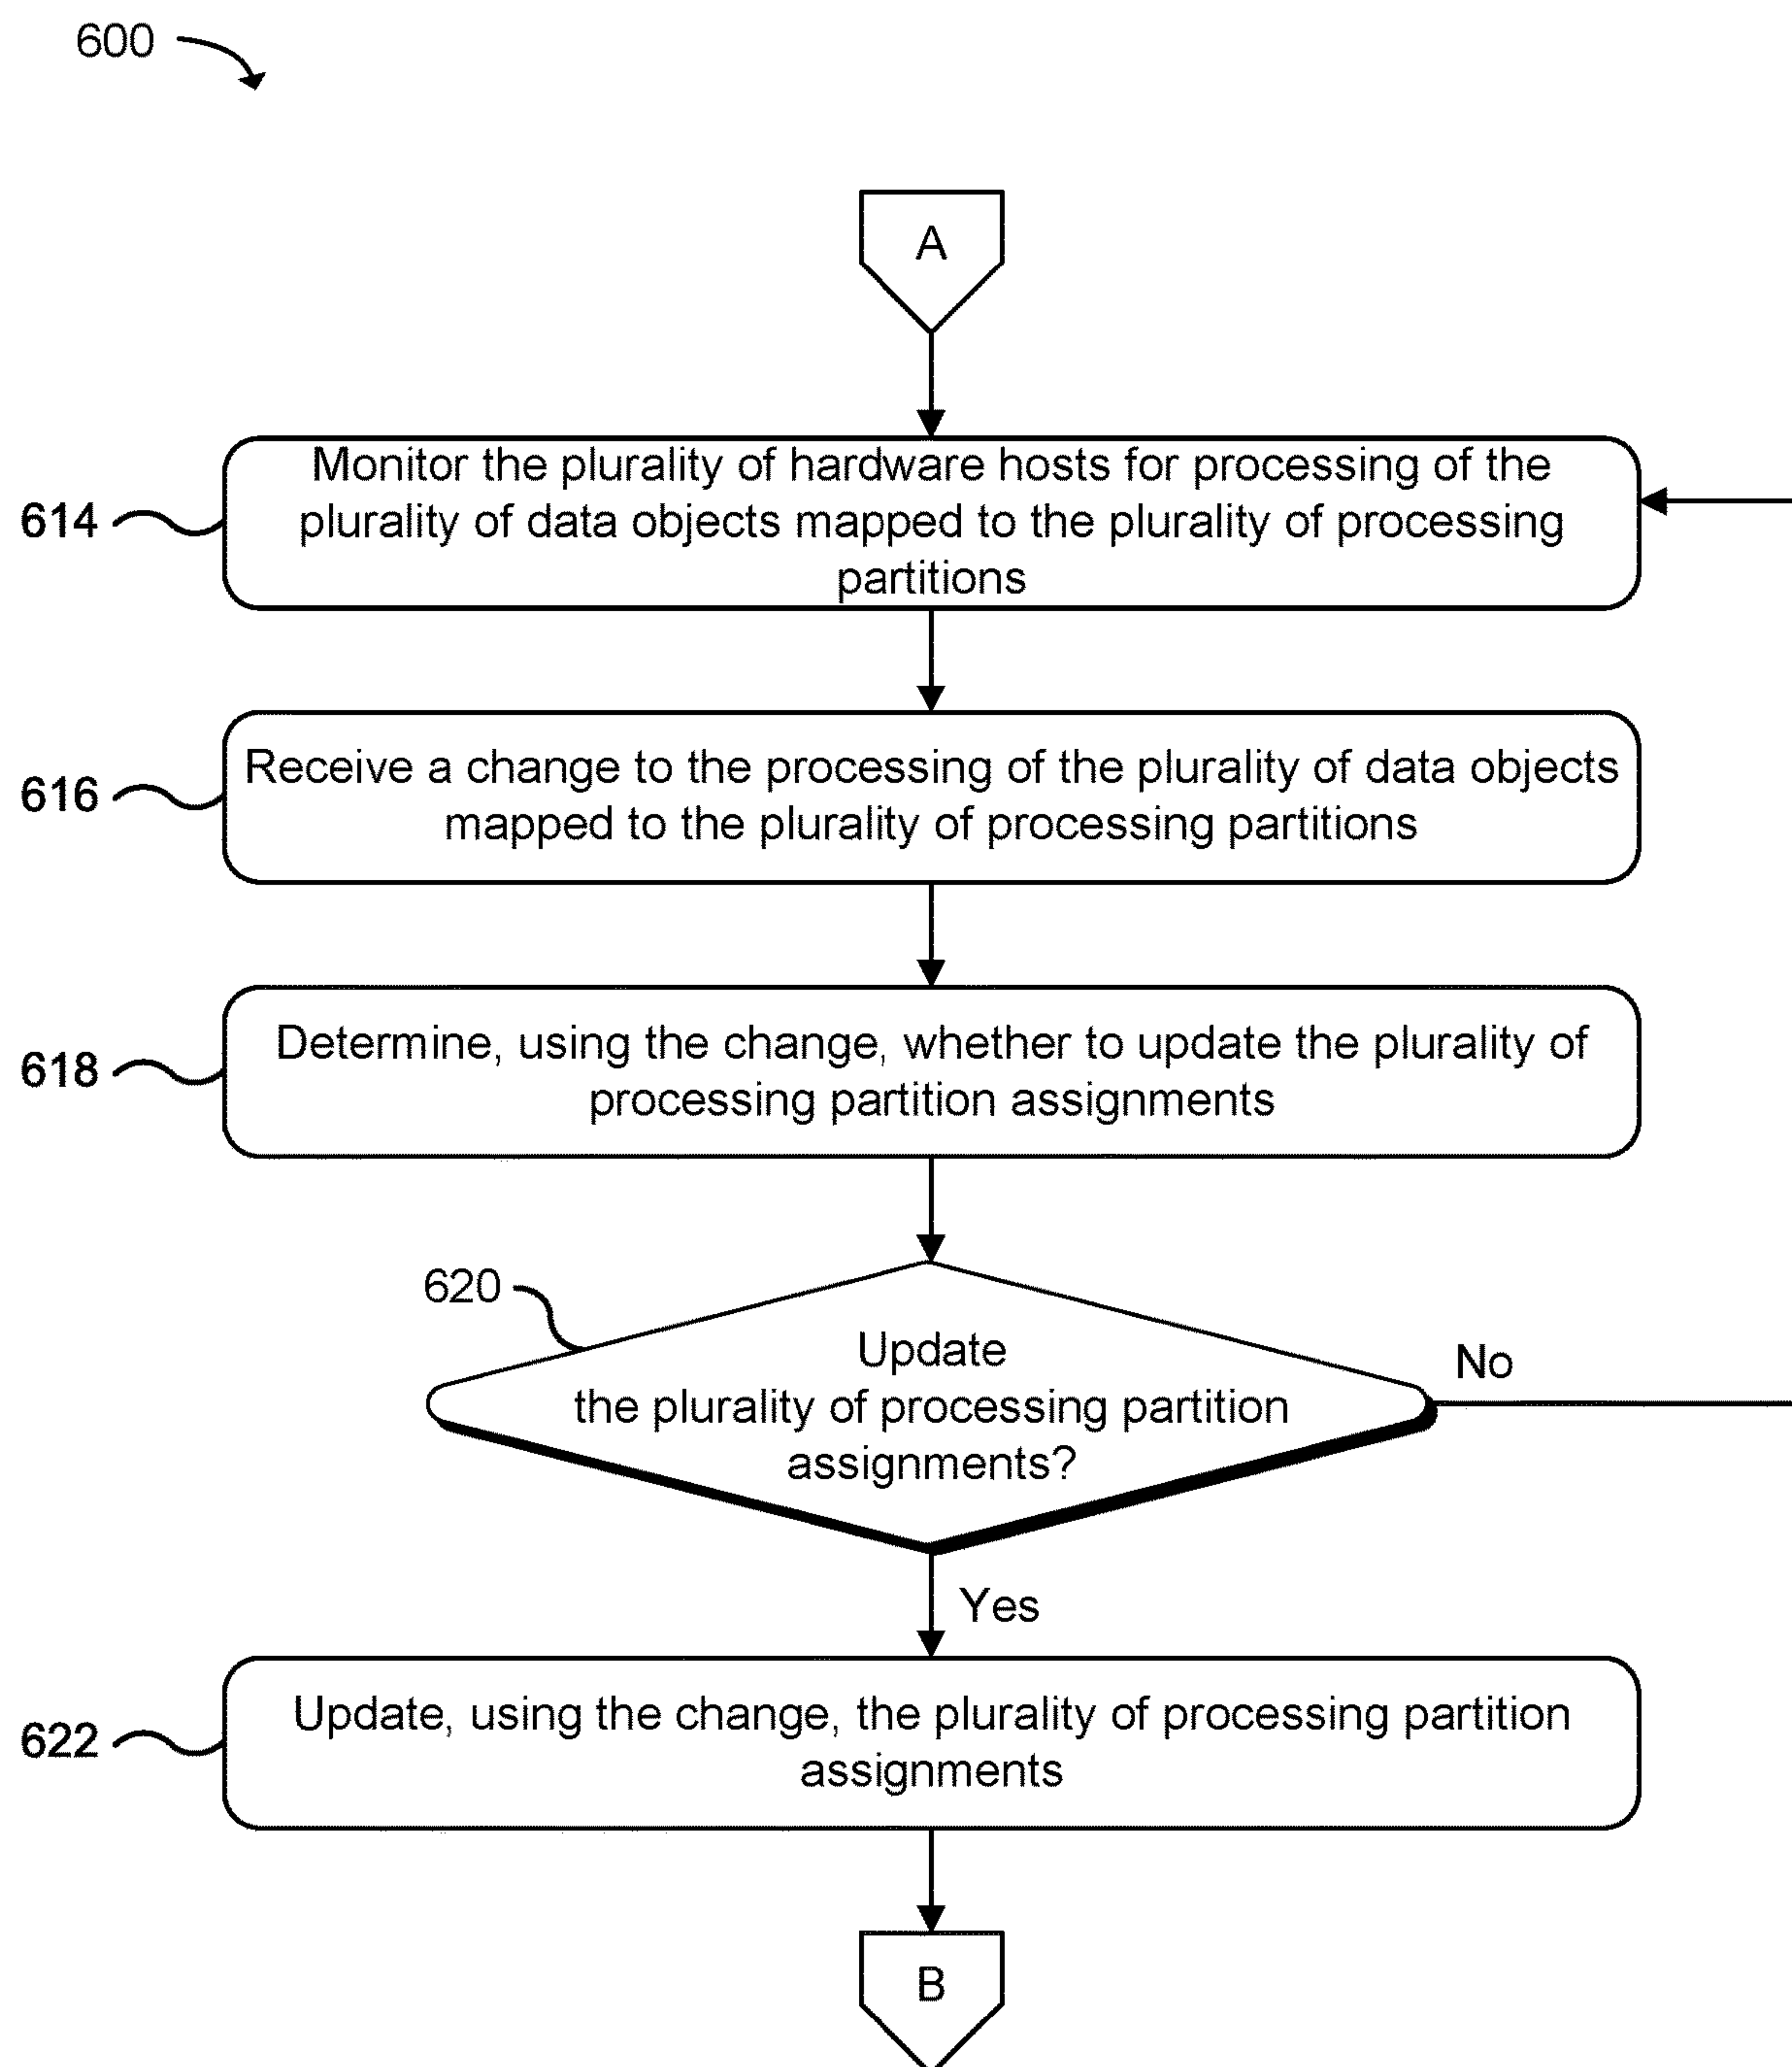 600
A
614
Monitor the plurality of hardware hosts for processing of the
plurality of data objects mapped to the plurality of processing
partitions
616
Receive a change to the processing of the plurality of data objects
mapped to the plurality of processing partitions
618
Determine, using the change, whether to update the plurality of
processing partition assignments
620
Update
the plurality of processing partition
assignments?
No
Yes
622
Update, using the change, the plurality of processing partition
assignments
B